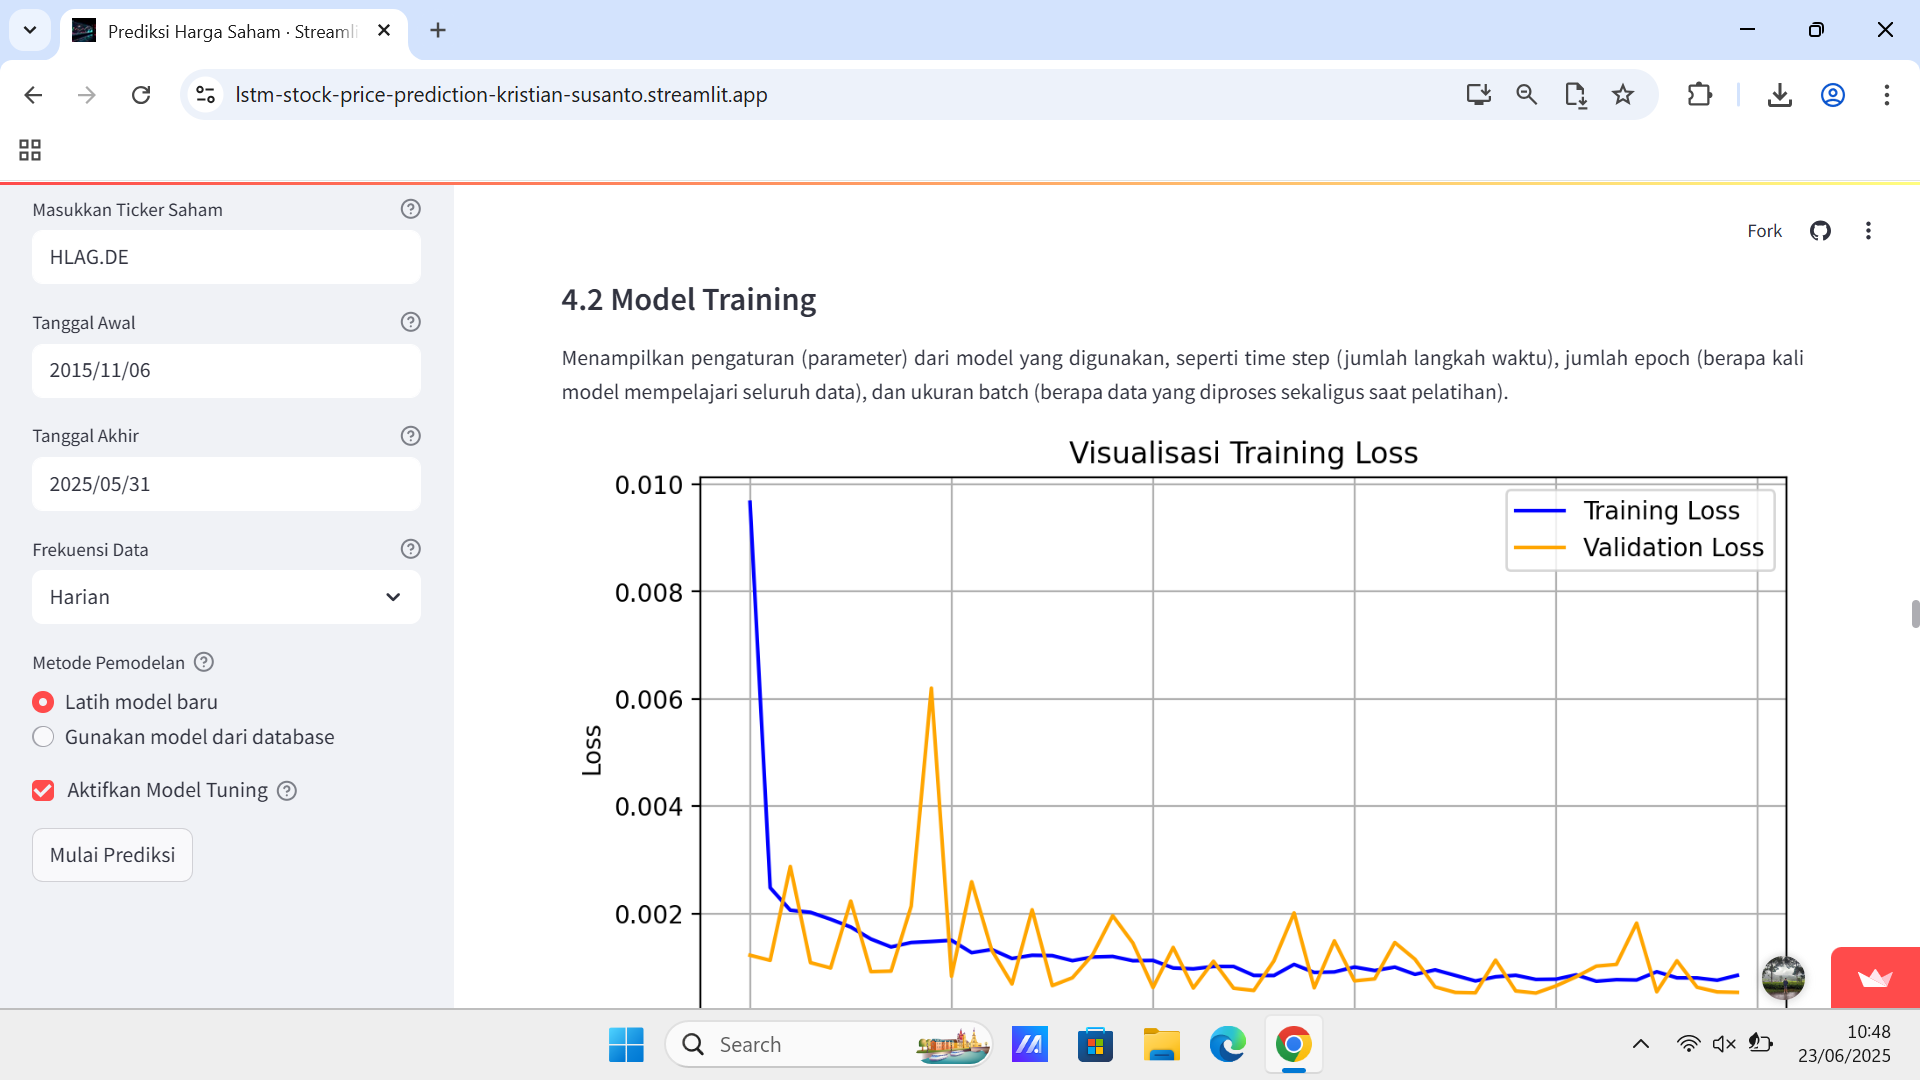 Prediksi Harga Saham · Streamli
lstm-stock-price-prediction-kristian-susanto.streamlit.app
Masukkan Ticker Saham
HLAG.DE
Tanggal Awal
2015/11/06
Tanggal Akhir
2025/05/31
Frekuensi Data
Harian
Metode Pemodelan
Latih model baru
Gunakan model dari database
Aktifkan Model Tuning
Mulai Prediksi
Fork
4.2 Model Training
Menampilkan pengaturan (parameter) dari model yang digunakan, seperti time step (jumlah langkah waktu), jumlah epoch (berapa kali
model mempelajari seluruh data), dan ukuran batch (berapa data yang diproses sekaligus saat pelatihan).
Visualisasi Training Loss
0.010
0.008
0.006
0.004
0.002
Loss
Training Loss
Validation Loss
Search
10:48
23/06/2025